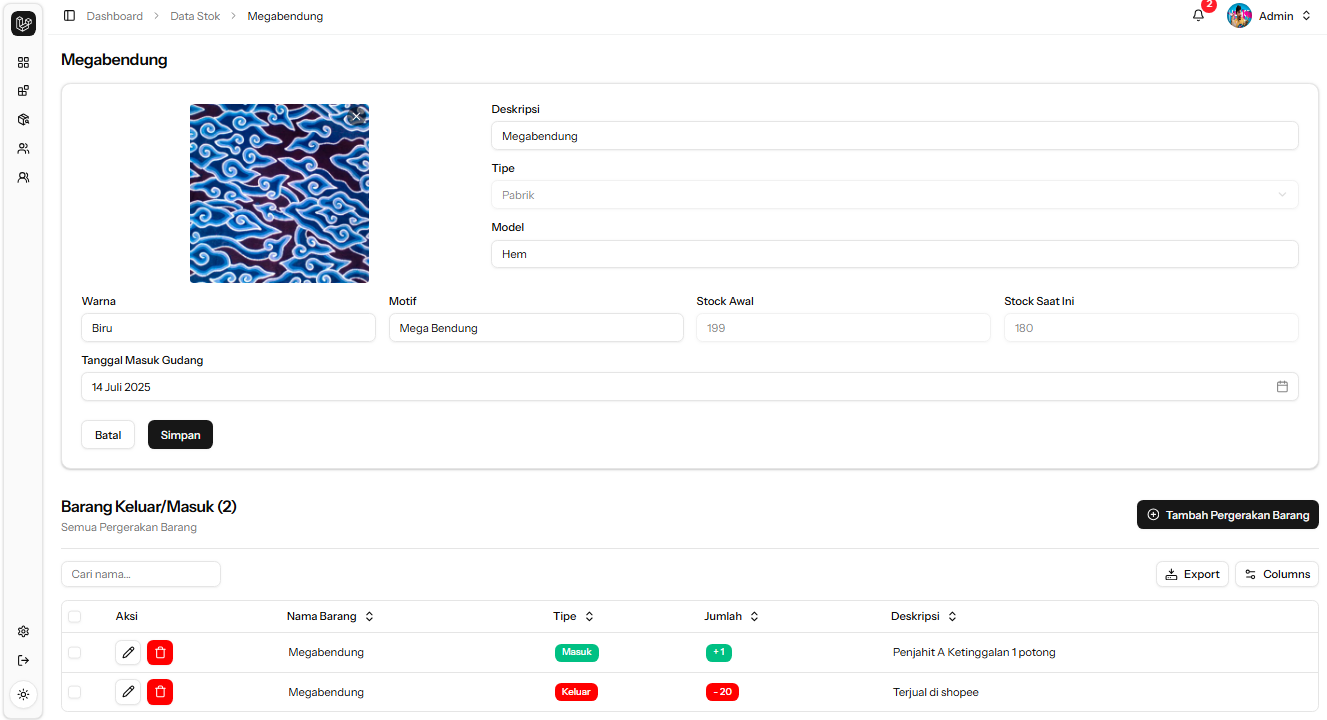 Dashboard > Data Stok > Megabendung
2
Admin
Megabendung
Deskripsi
Megabendung
Tipe
Pabrik
Model
Hem
Warna Motif Stock Awal Stock Saat Ini
Biru Mega Bendung 199 180
Tanggal Masuk Gudang
14 Juli 2025
Batal Simpan
Barang Keluar/Masuk (2)
Semua Pergerakan Barang
Tambah Pergerakan Barang
Cari nama...
Export Columns
Aksi Nama Barang Tipe Jumlah Deskripsi
Megabendung Masuk +1 Penjahit A Ketinggalan 1 potong
Megabendung Keluar -20 Terjual di shopee